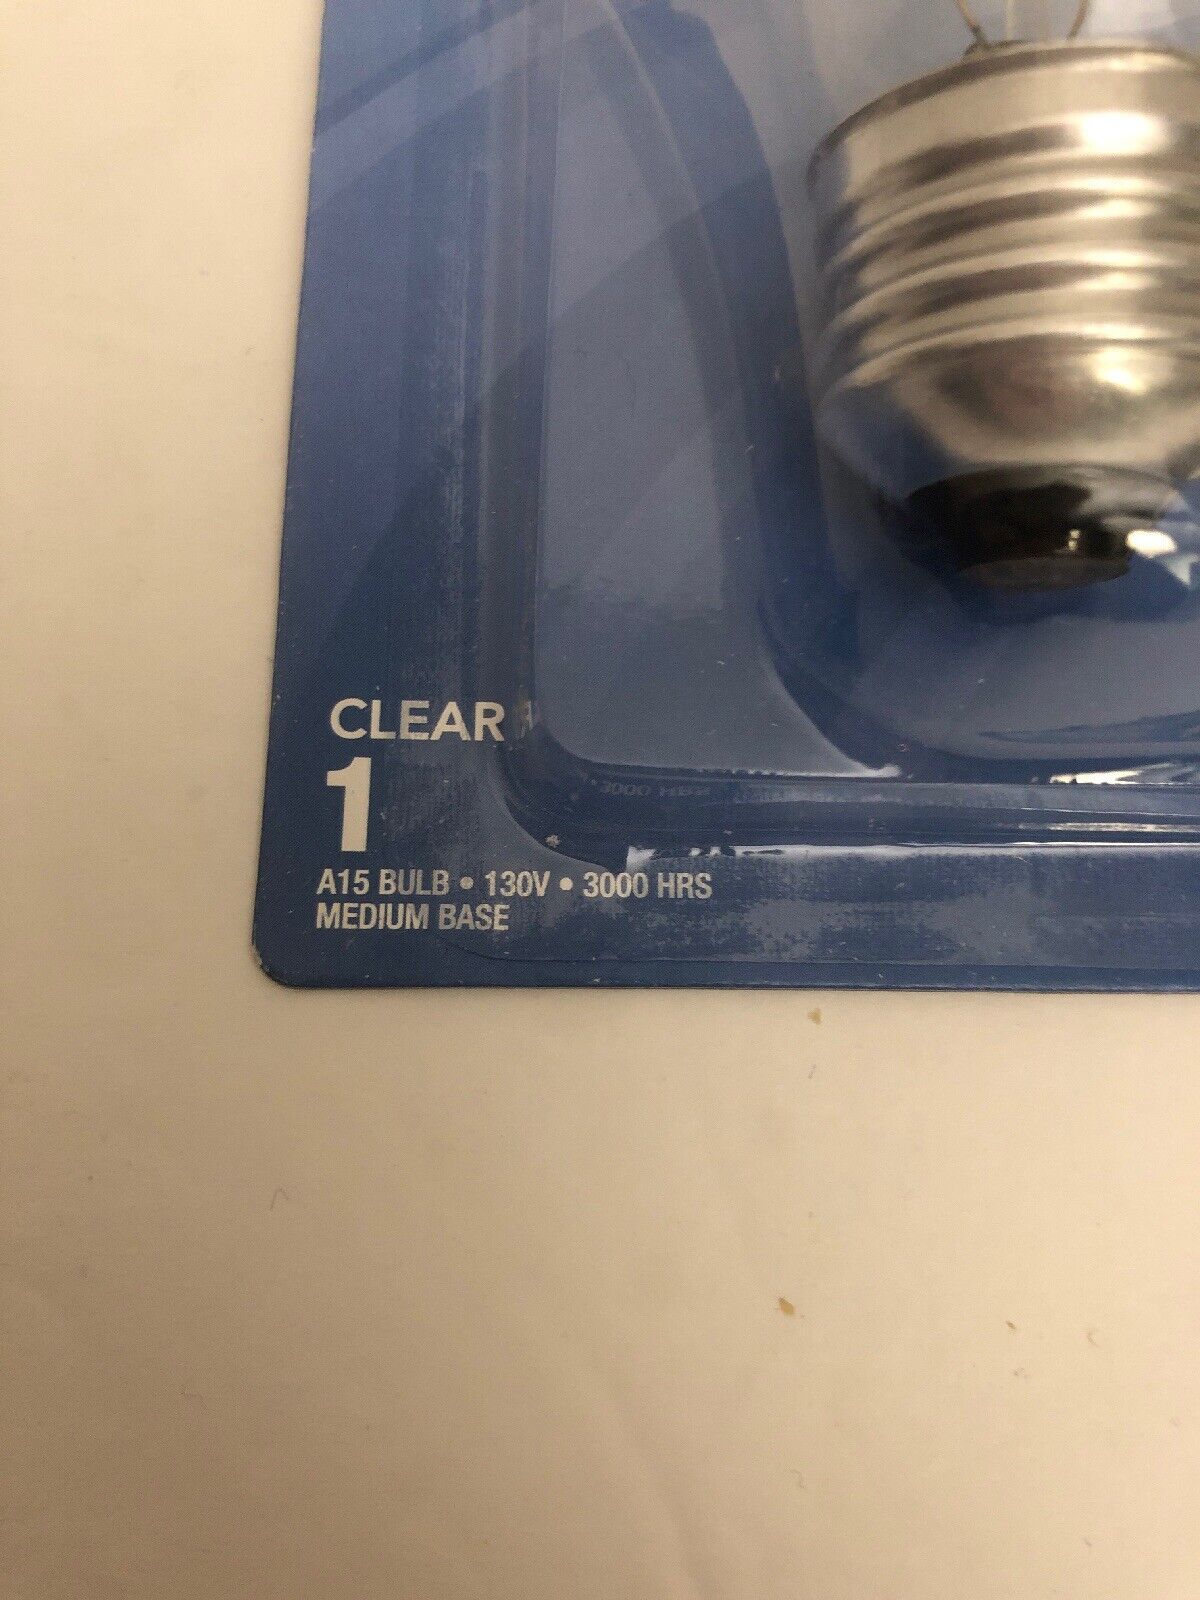 CLEAR
1
A15 BULB • 130V • 3000 HRS
MEDIUM BASE